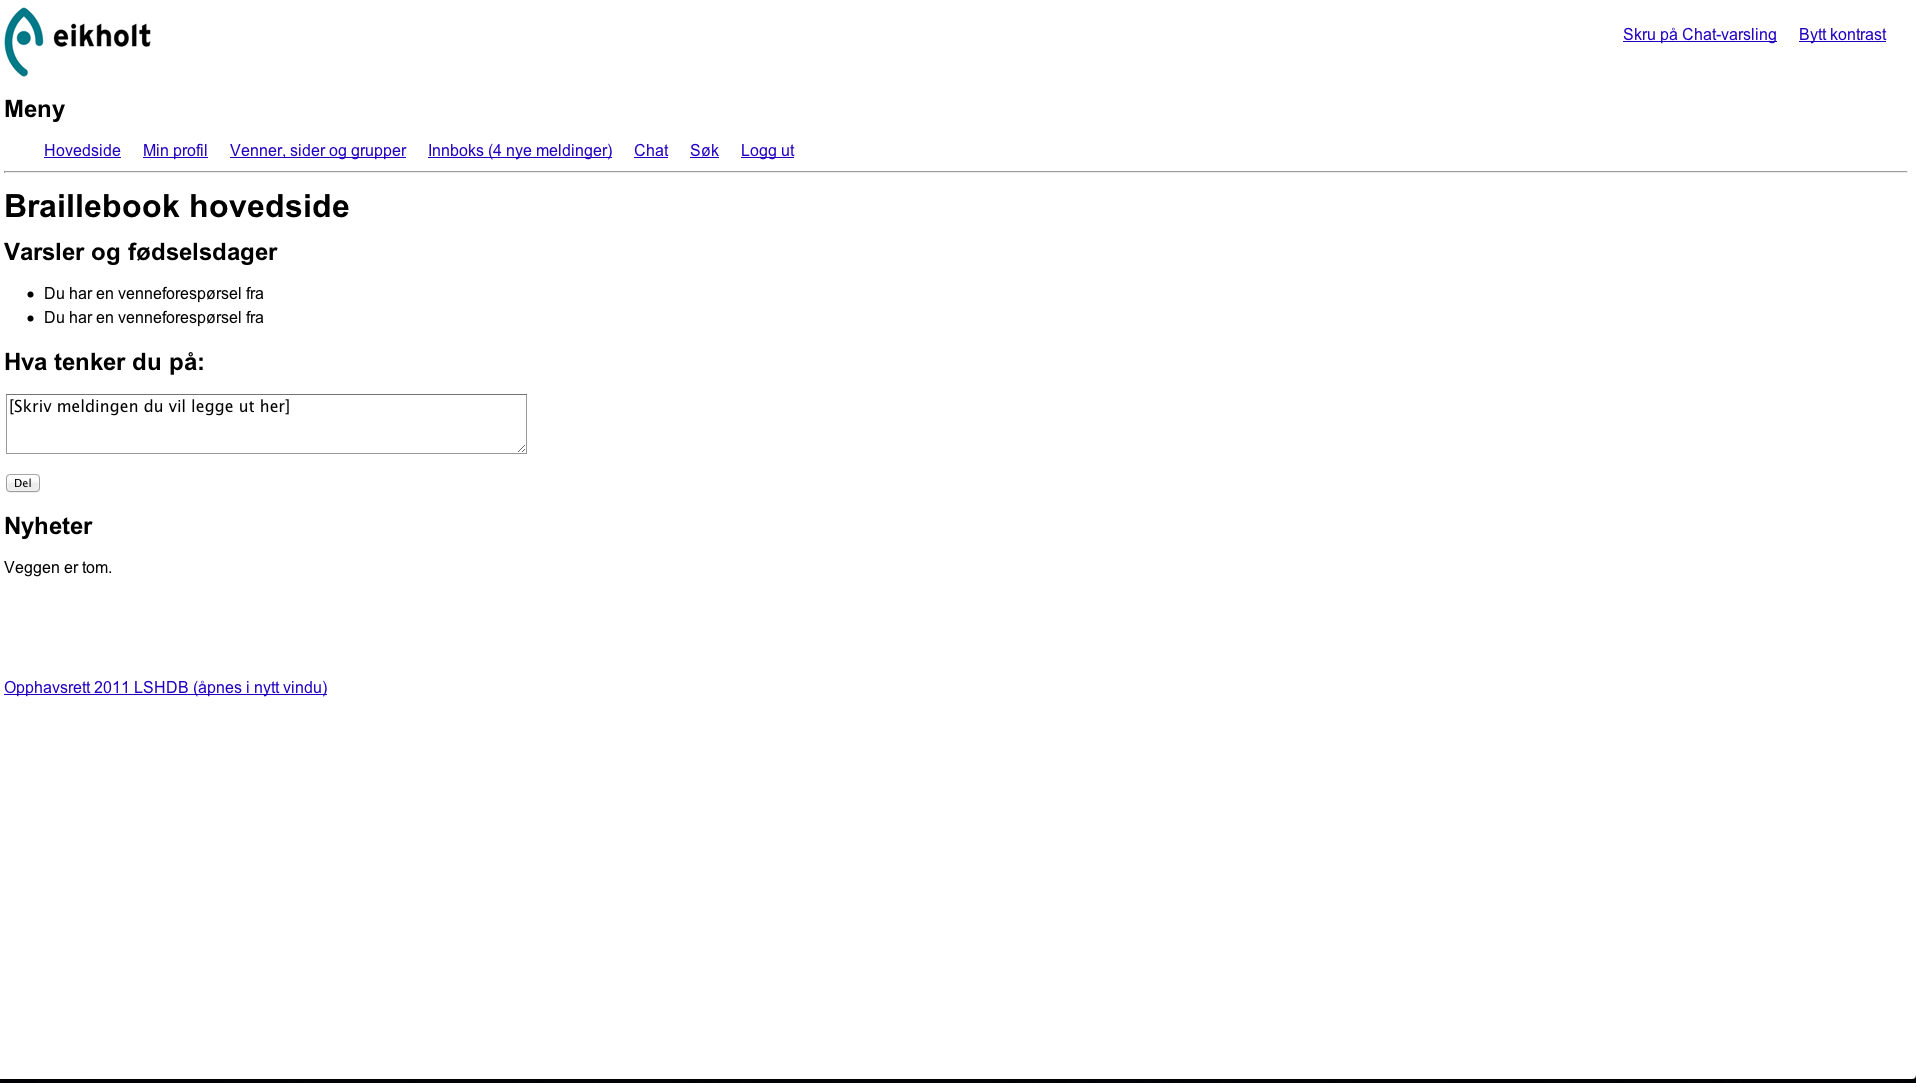 eikholt
Skru på Chat-varsling Bytt kontrast
Meny
Hovedside Min profil Venner, sider og grupper Innboks (4 nye meldinger) Chat Søk Logg ut
Braillebook hovedside
Varsler og fødselsdager
Du har en venneforespørsel fra
Du har en venneforespørsel fra
Hva tenker du på:
[Skriv meldingen du vil legge ut her]
Del
Nyheter
Veggen er tom.
Opphavsrett 2011 LSHDB (åpnes i nytt vindu)